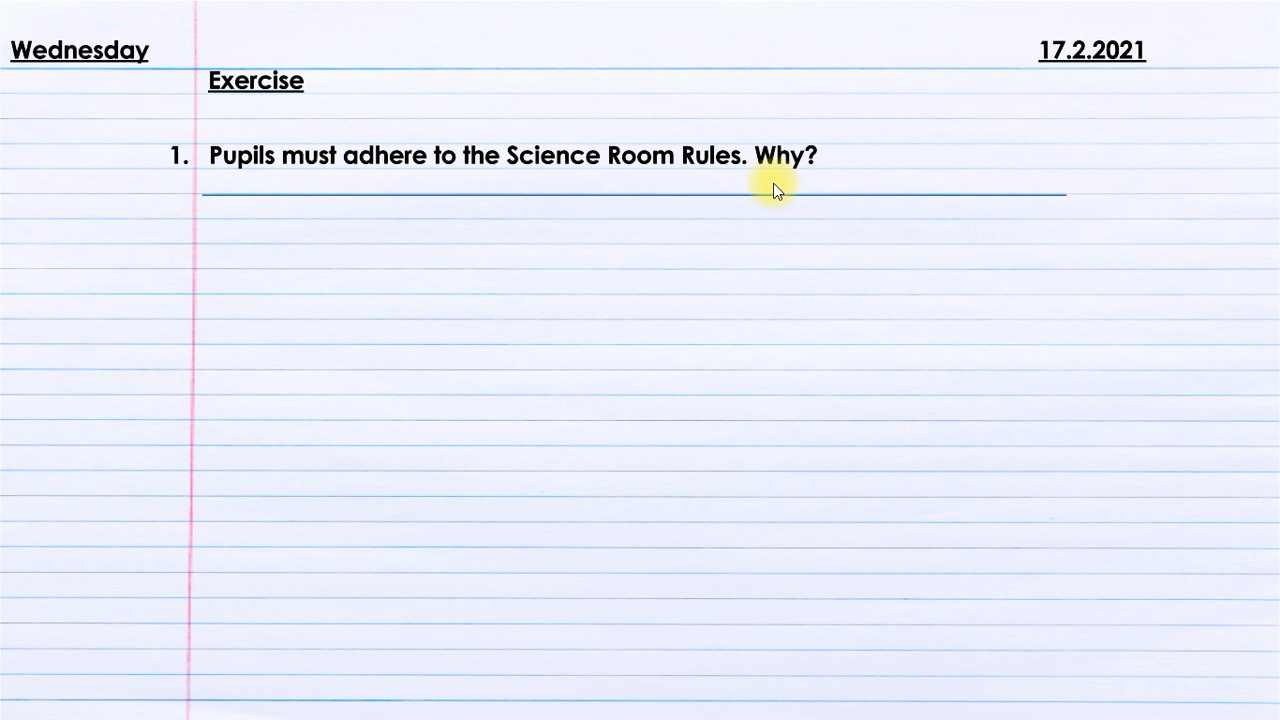 Wednesday 17.2.2021
Exercise
1. Pupils must adhere to the Science Room Rules. Why?